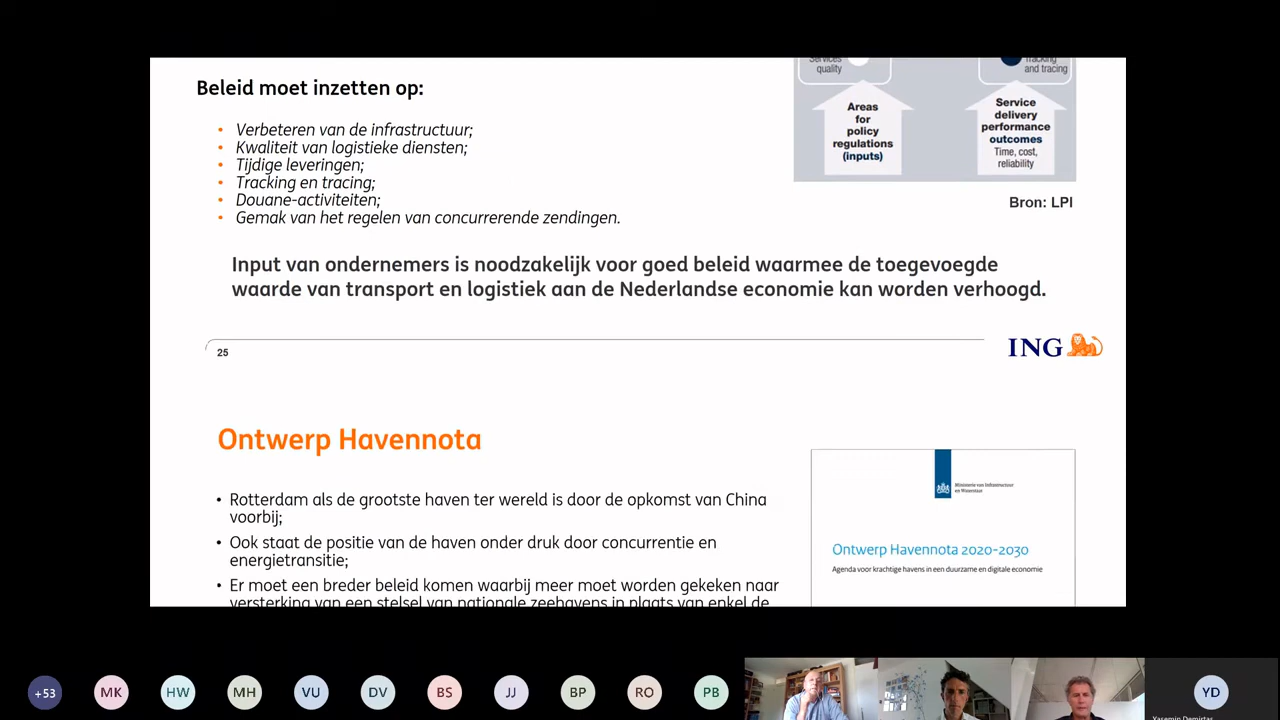 Services
quality
Tracking
and tracing
Beleid moet inzetten op:
Areas
for
policy
regulations
(inputs)
Service
delivery
performance
outcomes
Time, cost,
reliability
• Verbeteren van de infrastructuur;
• Kwaliteit van logistieke diensten;
• Tijdige leveringen;
• Tracking en tracing;
• Douane-activiteiten;
• Gemak van het regelen van concurrerende zendingen.
Bron: LPI
Input van ondernemers is noodzakelijk voor goed beleid waarmee de toegevoegde
waarde van transport en logistiek aan de Nederlandse economie kan worden verhoogd.
25
ING
Ontwerp Havennota
• Rotterdam als de grootste haven ter wereld is door de opkomst van China
voorbij;
• Ook staat de positie van de haven onder druk door concurrentie en
energietransitie;
• Er moet een breder beleid komen waarbij meer moet worden gekeken naar
versterking van een stelsel van nationale zeehavens in plaats van enkel de
Ministerie van Infrastructuur
en Waterstaat
Ontwerp Havennota 2020-2030
Agenda voor krachtige havens in een duurzame en digitale economie
+53
MK
HW
MH
VU
DV
BS
JJ
BP
RO
PB
YD
Yasemin Demirtas